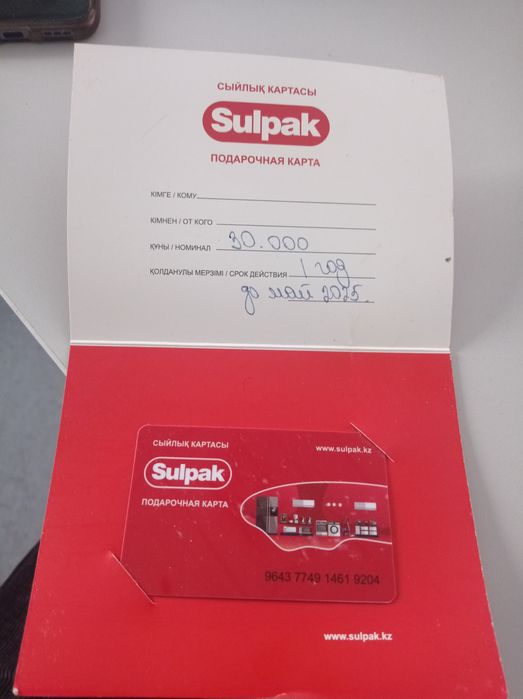 СЫЙЛЫҚ КАРТАСЫ
Sulpak
ПОДАРОЧНАЯ КАРТА
КІМГЕ / КОМУ
КІМНЕН / ОТ КОГО
ҚҰНЫ / НОМИНАЛ 30.000
ҚОЛДАНУЛЫ МЕРЗІМІ / СРОК ДЕЙСТВИЯ 1 год
до май 2025.
СЫЙЛЫҚ КАРТАСЫ www.sulpak.kz
Sulpak
ПОДАРОЧНАЯ КАРТА
9643 7749 1461 9204
www.sulpak.kz